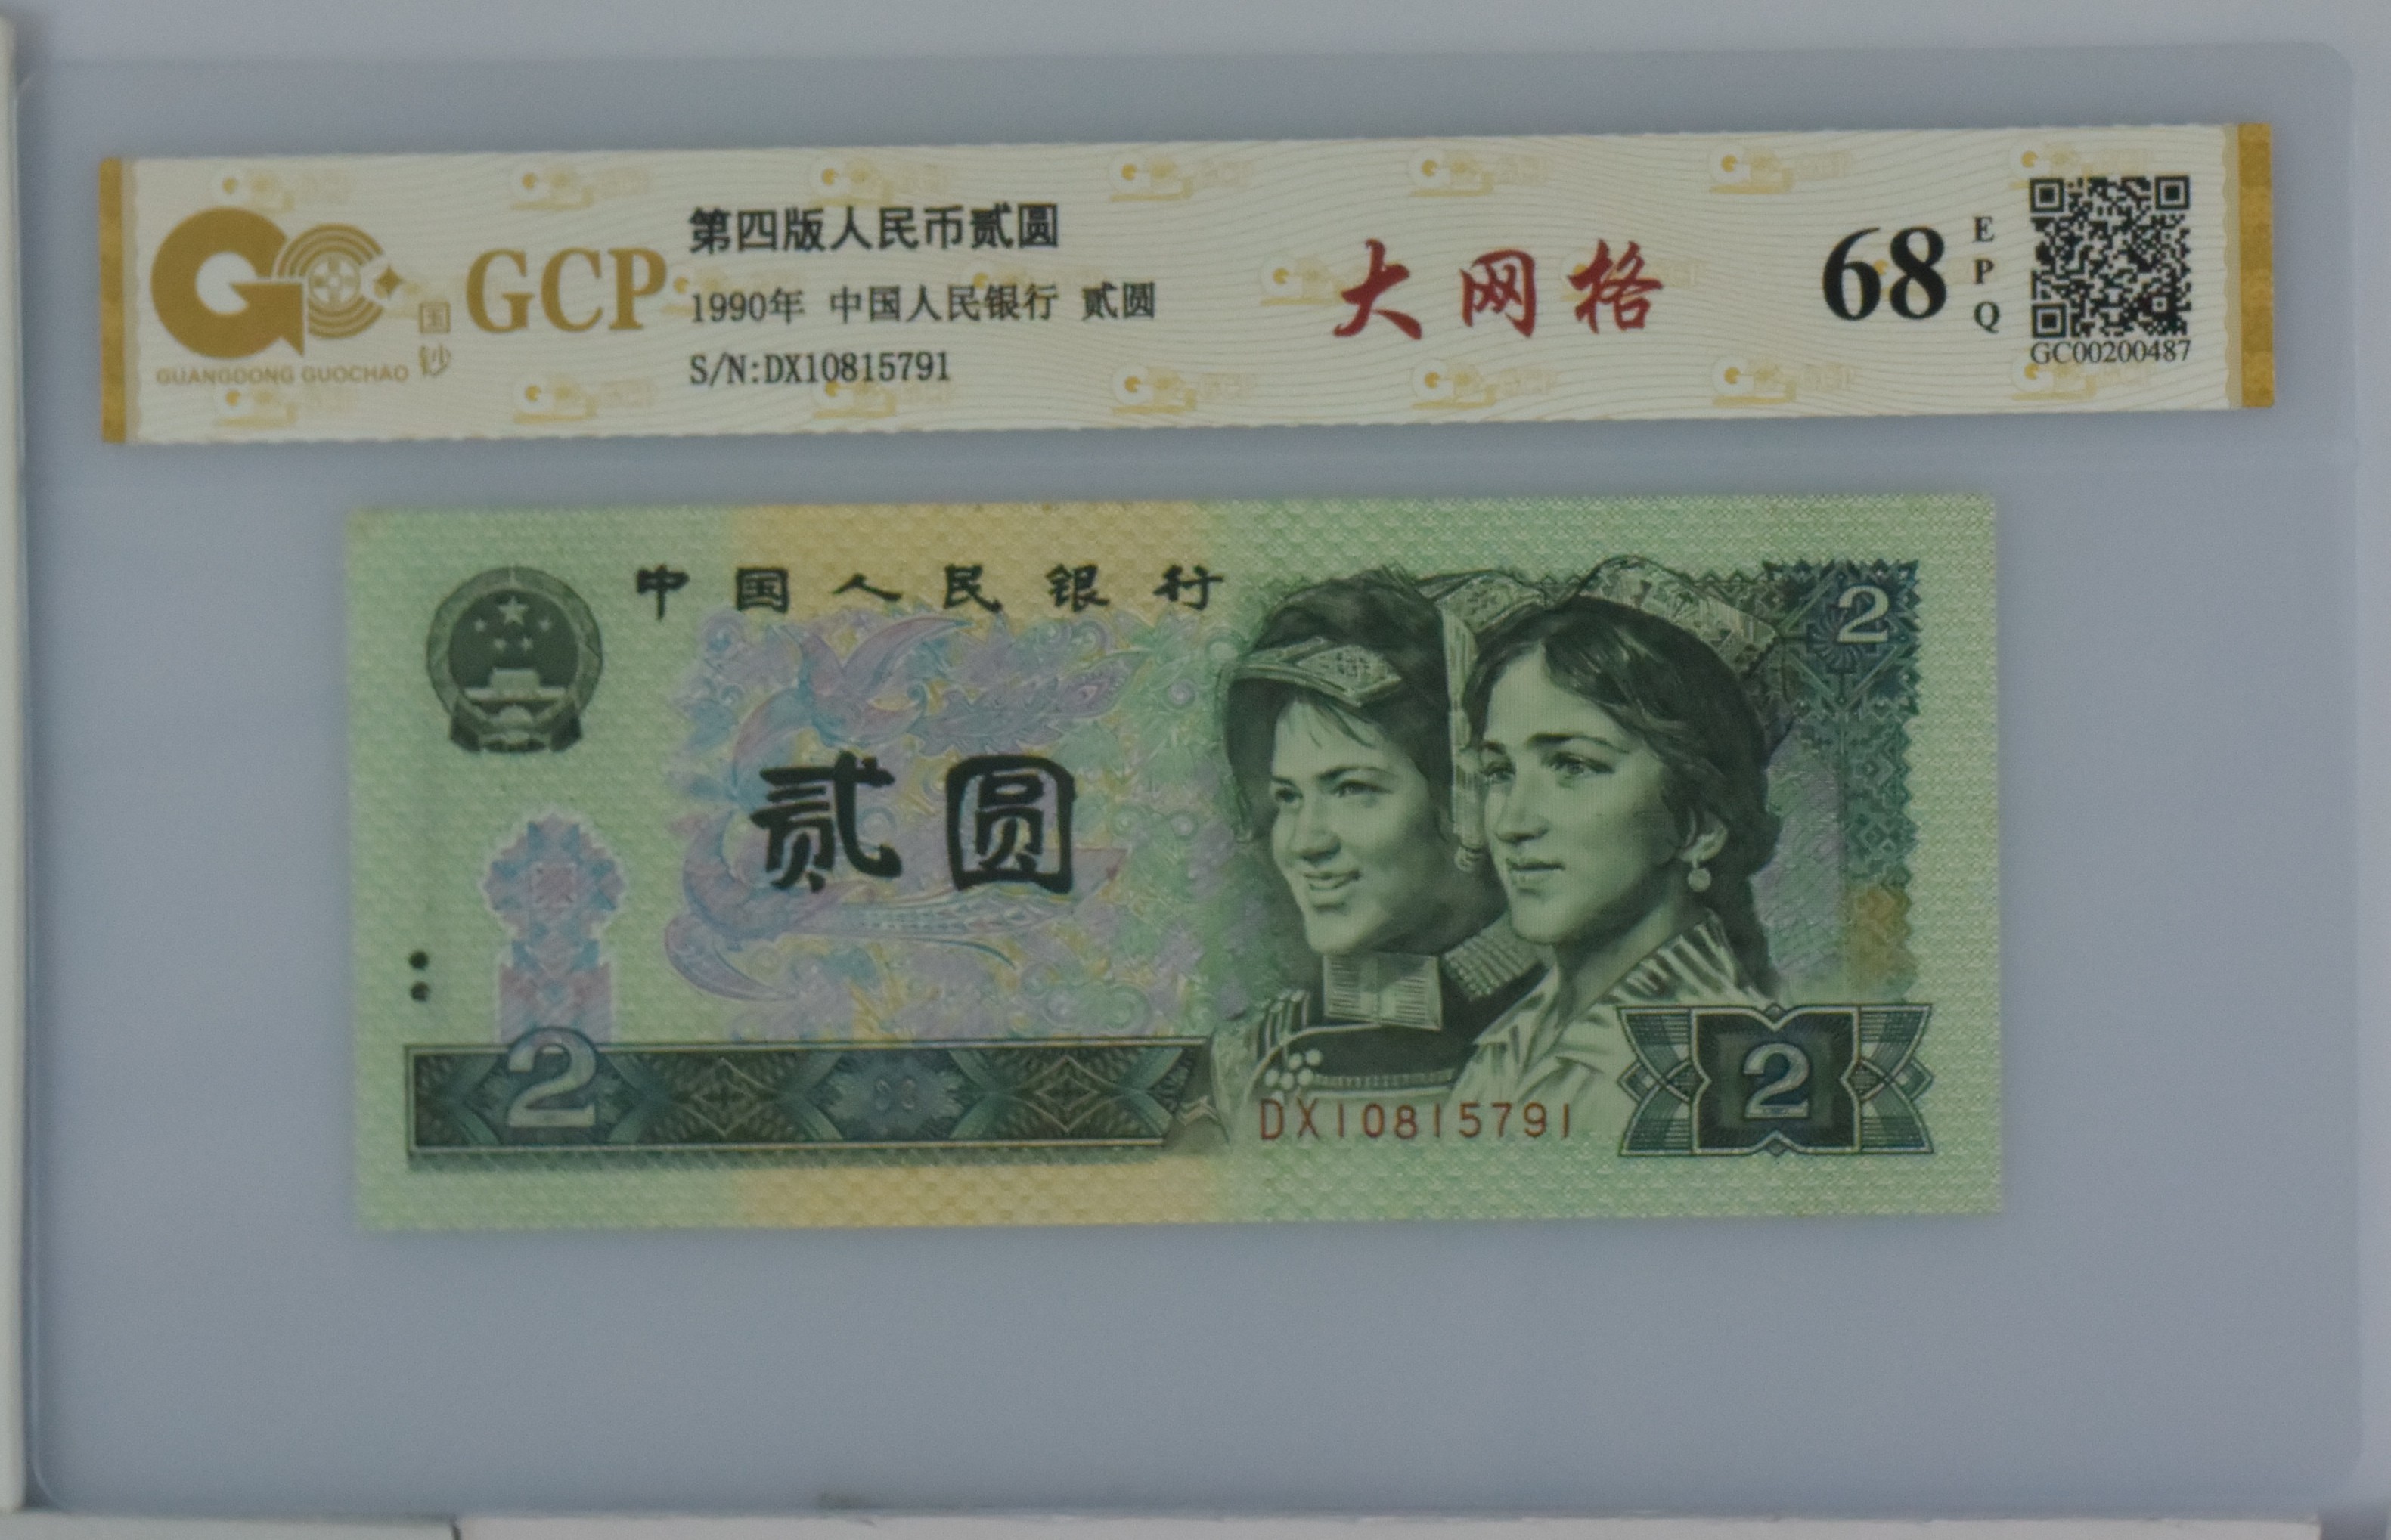 GUANGDONG GUOCHAO
国钞
GCP
第四版人民币贰圆
1990年 中国人民银行 贰圆
S/N:DX10815791
大网格
68
EPQ
GC00200487
中国人民银行
2
贰圆
2
DX10815791
2